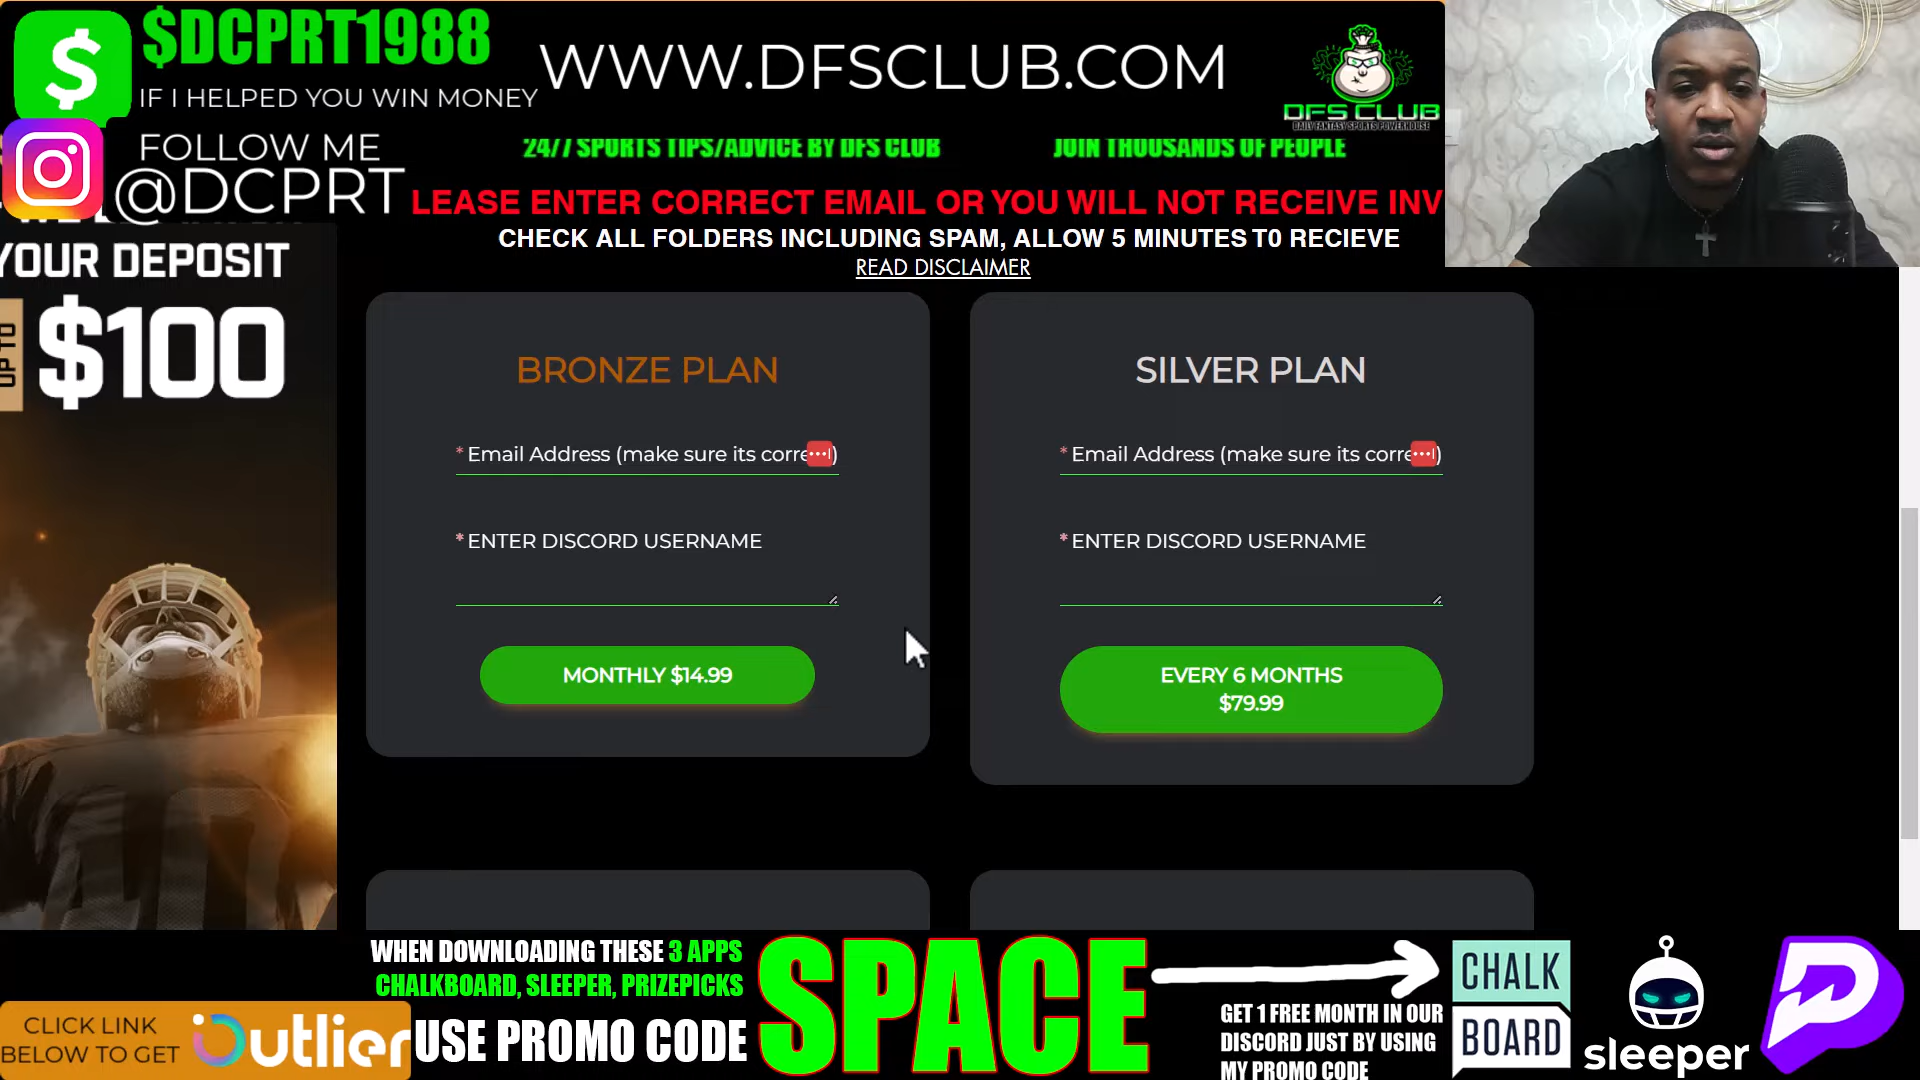 $DCPRT1988
IF I HELPED YOU WIN MONEY
WWW.DFSCLUB.COM
DFS CLUB
DAILY FANTASY SPORTS POWERHOUSE
FOLLOW ME
@DCPRT
24/7 SPORTS TIPS/ADVICE BY DFS CLUB
JOIN THOUSANDS OF PEOPLE
LEASE ENTER CORRECT EMAIL OR YOU WILL NOT RECEIVE INV
CHECK ALL FOLDERS INCLUDING SPAM, ALLOW 5 MINUTES T0 RECIEVE
READ DISCLAIMER
YOUR DEPOSIT
UP TO
$100
BRONZE PLAN
* Email Address (make sure its corre
* ENTER DISCORD USERNAME
MONTHLY $14.99
SILVER PLAN
* Email Address (make sure its corre
* ENTER DISCORD USERNAME
EVERY 6 MONTHS
$79.99
WHEN DOWNLOADING THESE 3 APPS
CHALKBOARD, SLEEPER, PRIZEPICKS
USE PROMO CODE
SPACE
GET 1 FREE MONTH IN OUR
DISCORD JUST BY USING
MY PROMO CODE
CLICK LINK
BELOW TO GET
Outlier
CHALK
BOARD
sleeper